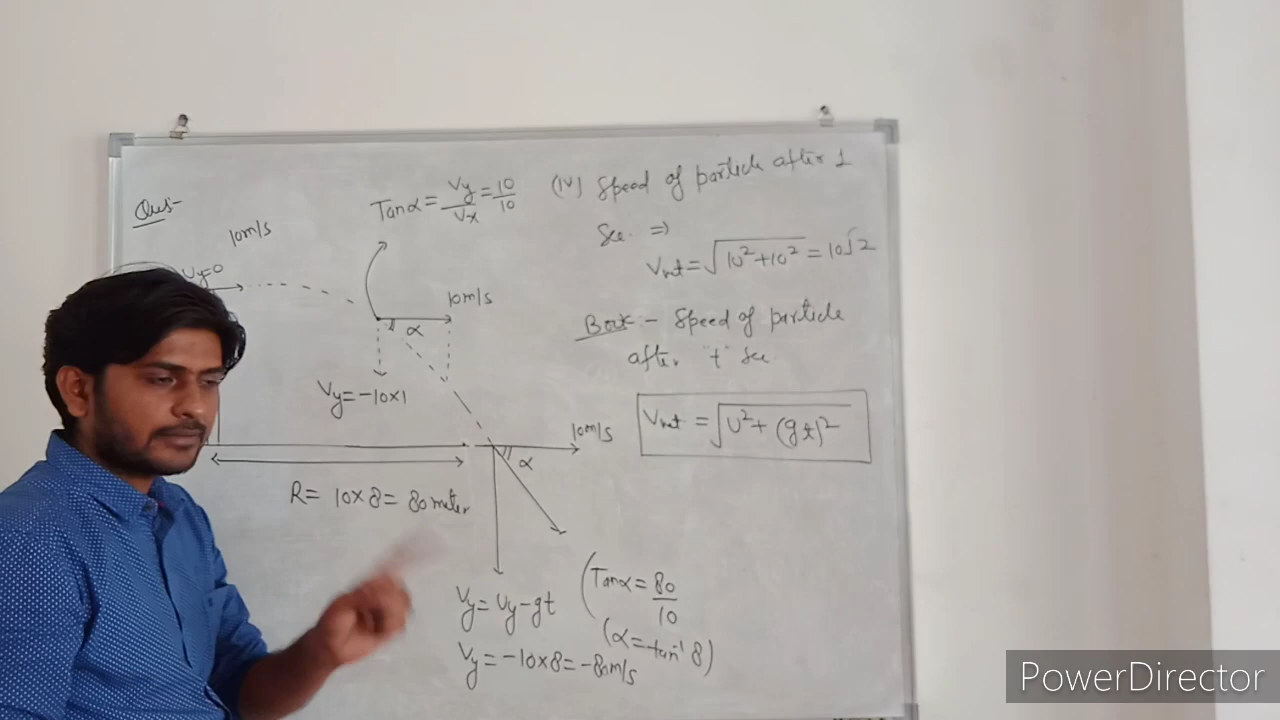 Ques-
10m/s
Uy=0
Tanα = Vy/Vx = 10/10
10m/s
α
Vy = -10×1
10m/s
α
R = 10×8 = 80 meter
Vy = Uy-gt
Vy = -10×8 = -80m/s
Tanα = 80/10
(α = tan⁻¹ 8)
(IV) Speed of particle after 1
Sec. ⇒
Vnet = √10²+10² = 10√2
:- Speed of particle
after "t" Sec
Vnet = √U²+(gt)²
PowerDirector